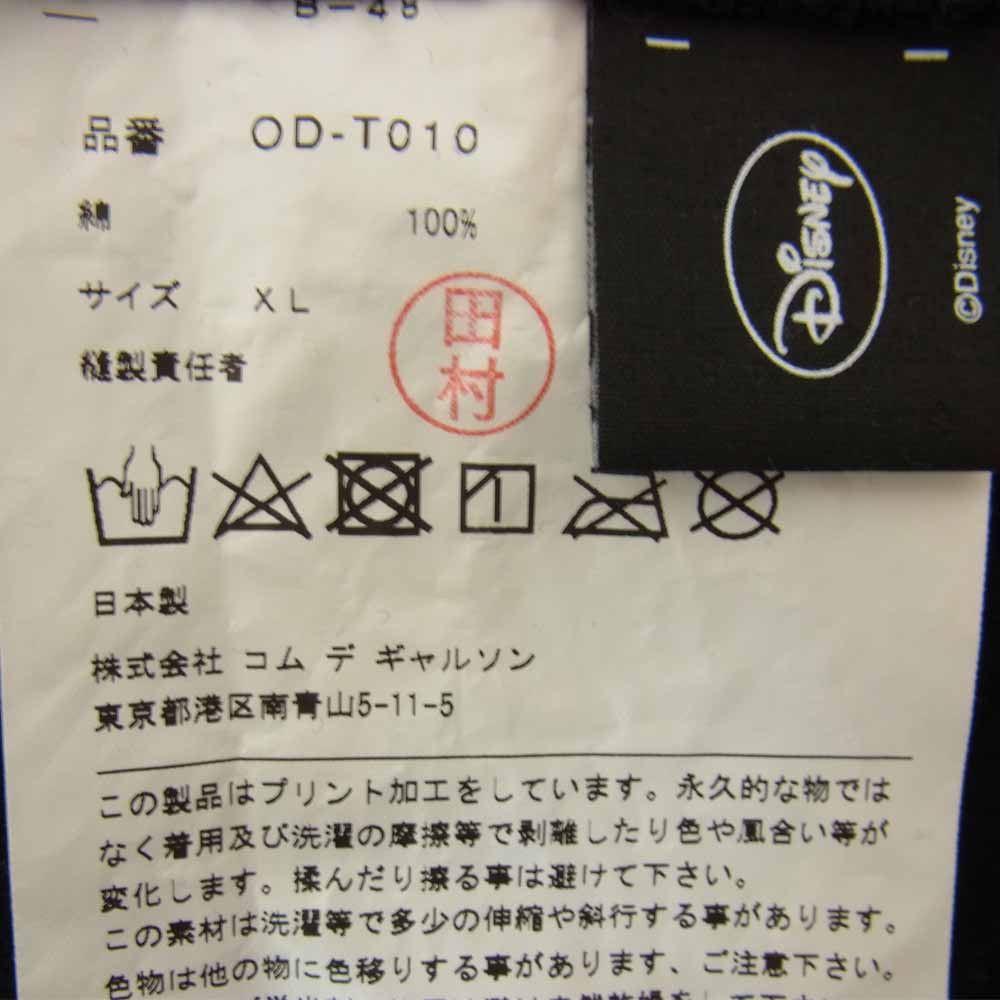 B-48
品番 OD-T010
綿 100%
サイズ XL
縫製責任者
田村
日本製
株式会社 コム デ ギャルソン
東京都港区南青山5-11-5
この製品はプリント加工をしています。永久的な物では
なく着用及び洗濯の摩擦等で剥離したり色や風合い等が
変化します。揉んだり擦る事は避けて下さい。
この素材は洗濯等で多少の伸縮や斜行する事があります。
色物は他の物に色移りする事があります、ご注意下さい。
Disney
©Disney